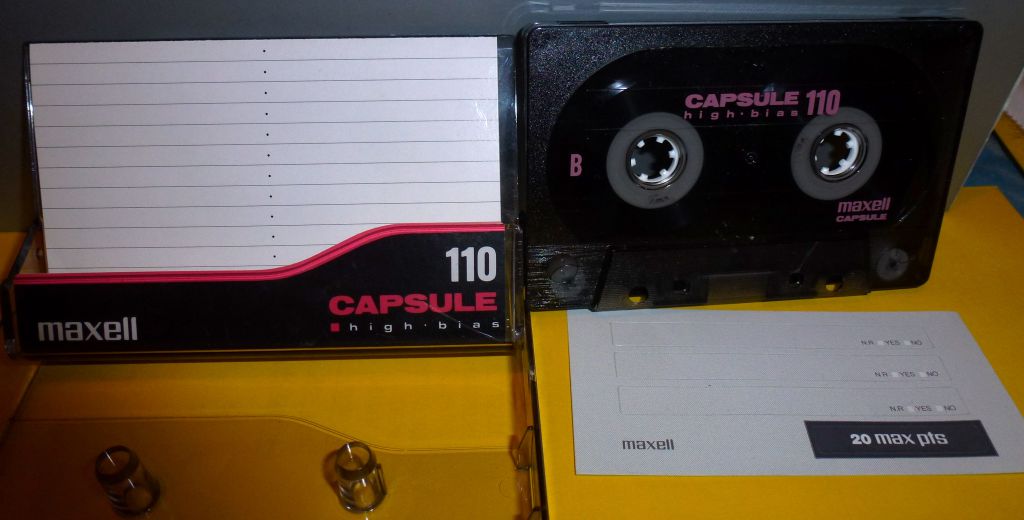 110
CAPSULE
high·bias
maxell
CAPSULE 110
high·bias
B
maxell
CAPSULE
N.R YES NO
N.R YES NO
N.R YES NO
maxell
20 max pts